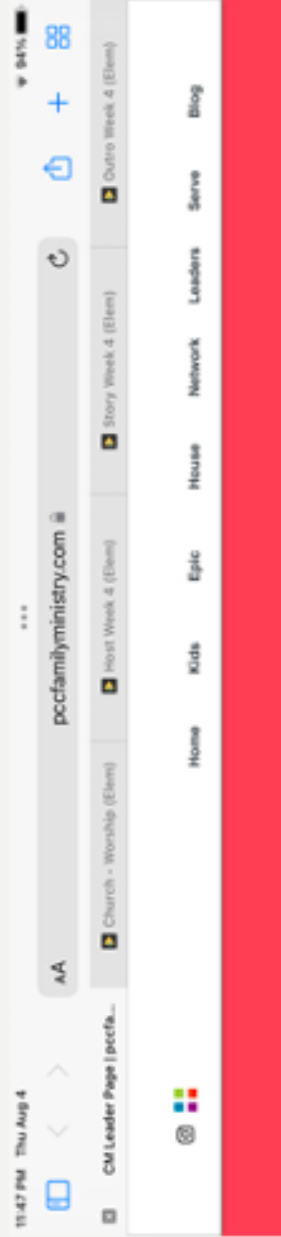 11:47 PM Thu Aug 4
94%
AA
pccfamilyministry.com
CM Leader Page | pccfa...
Church - Worship (Elem)
Host Week 4 (Elem)
Story Week 4 (Elem)
Outro Week 4 (Elem)
Home Kids Epic House Network Leaders Serve Blog